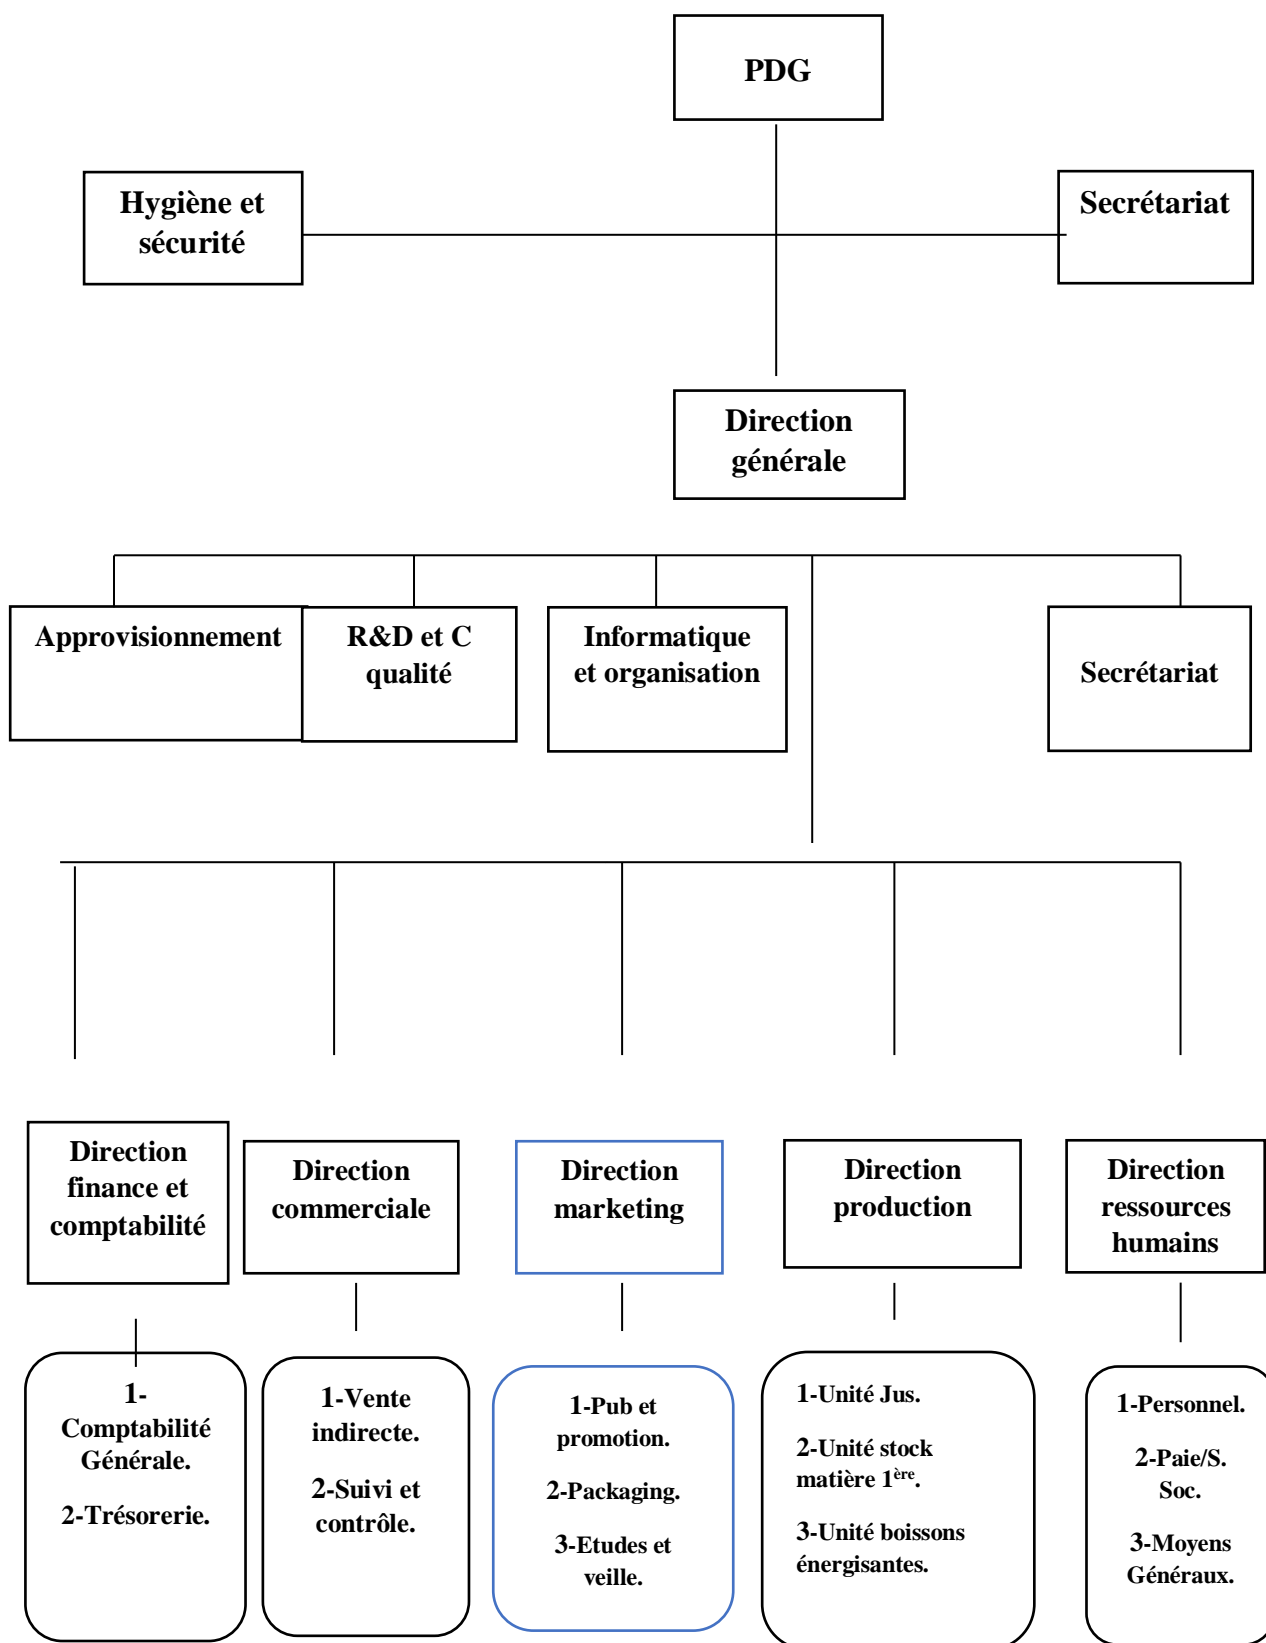 PDG
Hygiène et
sécurité
Secrétariat
Direction
générale
Approvisionnement
R&D et C
qualité
Informatique
et organisation
Secrétariat
Direction
finance et
comptabilité
Direction
commerciale
Direction
marketing
Direction
production
Direction
ressources
humains
1-
Comptabilité
Générale.
2-Trésorerie.
1-Vente
indirecte.
2-Suivi et
contrôle.
1-Pub et
promotion.
2-Packaging.
3-Etudes et
veille.
1-Unité Jus.
2-Unité stock
matière 1ère.
3-Unité boissons
énergisantes.
1-Personnel.
2-Paie/S.
Soc.
3-Moyens
Généraux.